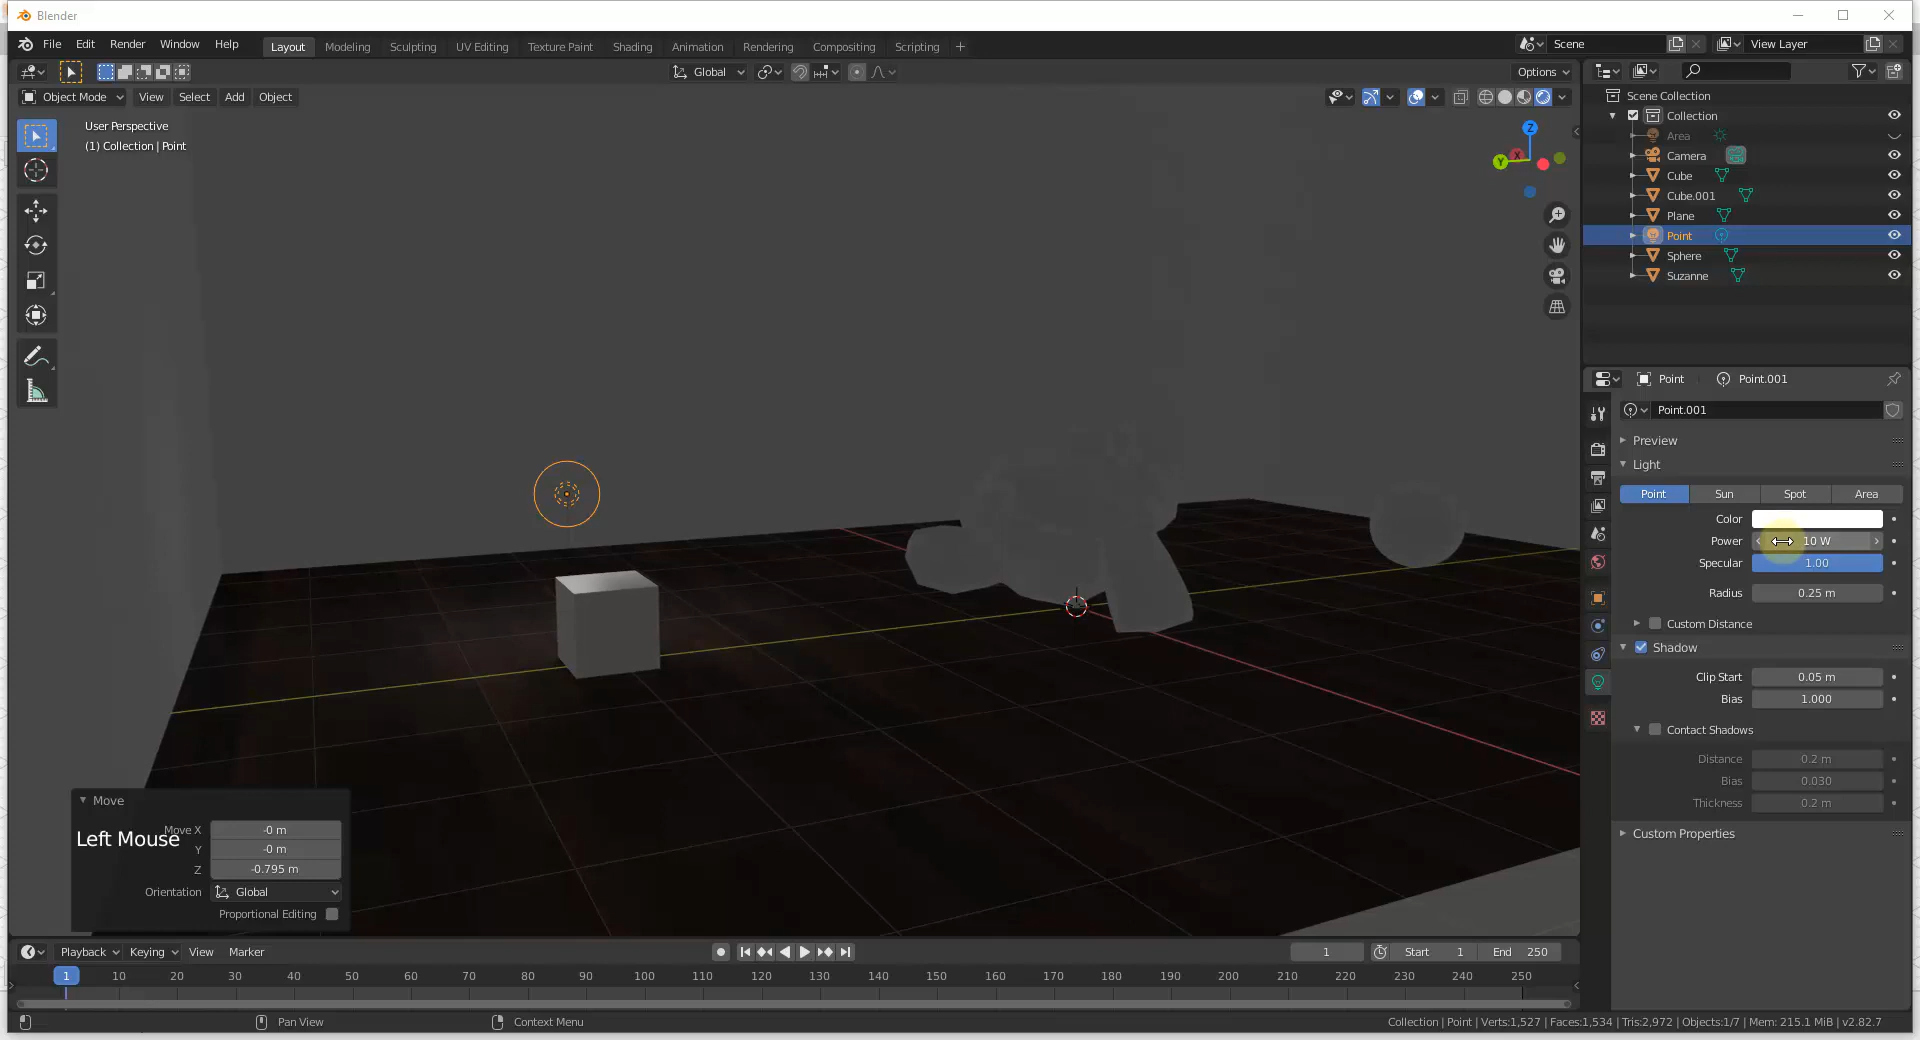 Blender
File Edit Render Window Help Layout Modeling Sculpting UV Editing Texture Paint Shading Animation Rendering Compositing Scripting + Scene View Layer
Global Options
Object Mode View Select Add Object
User Perspective
(1) Collection | Point
Z
X
Y
Scene Collection
Collection
Area
Camera
Cube
Cube.001
Plane
Point
Sphere
Suzanne
Point Point.001
Point.001
Preview
Light
Point Sun Spot Area
Color
Power 10 W
Specular 1.00
Radius 0.25 m
Custom Distance
Shadow
Clip Start 0.05 m
Bias 1.000
Contact Shadows
Distance 0.2 m
Bias 0.030
Thickness 0.2 m
Custom Properties
Move
Move X -0 m
Left Mouse
Y -0 m
Z -0.795 m
Orientation Global
Proportional Editing
Playback Keying View Marker 1 Start 1 End 250
1 10 20 30 40 50 60 70 80 90 100 110 120 130 140 150 160 170 180 190 200 210 220 230 240 250
Pan View Context Menu Collection | Point | Verts:1,527 | Faces:1,534 | Tris:2,972 | Objects:1/7 | Mem: 215.1 MiB | v2.82.7